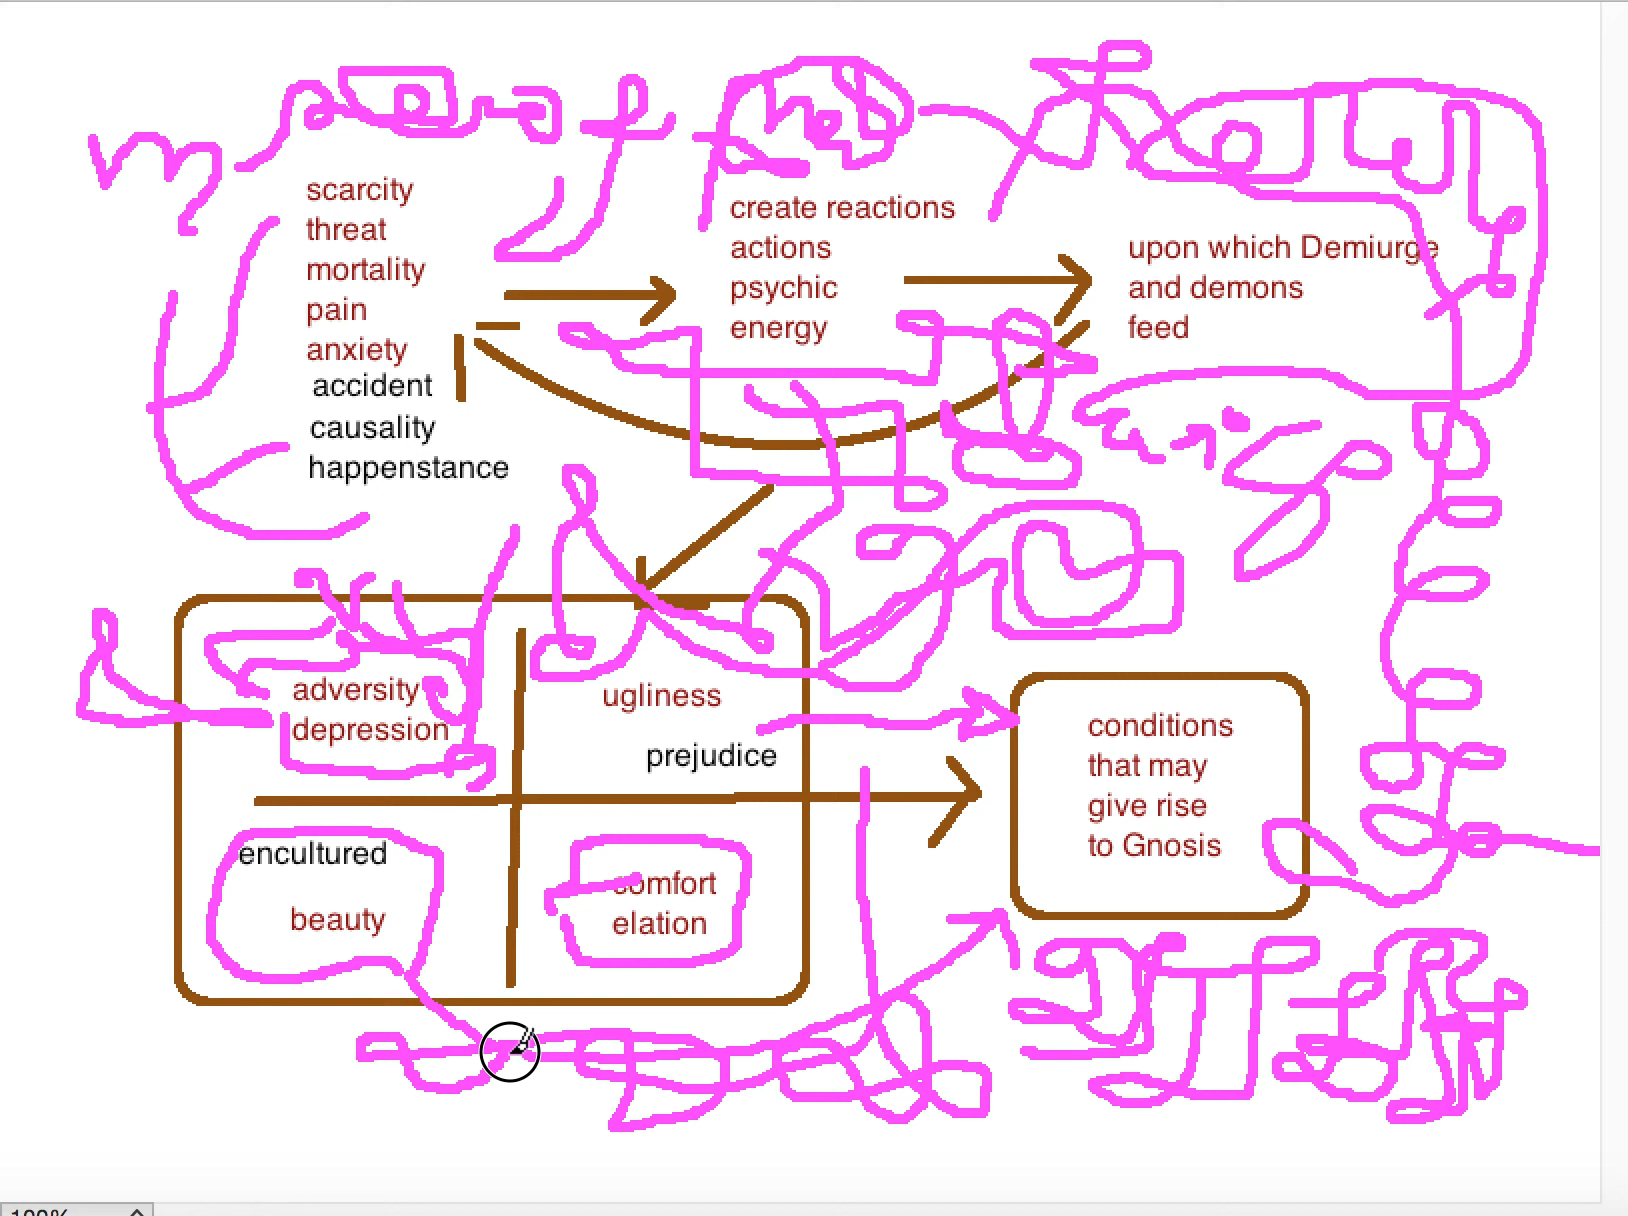 scarcity
threat
mortality
pain
anxiety
accident
causality
happenstance
create reactions
actions
psychic
energy
upon which Demiurge
and demons
feed
adversity
depression
ugliness
prejudice
encultured
beauty
comfort
elation
conditions
that may
give rise
to Gnosis
100%